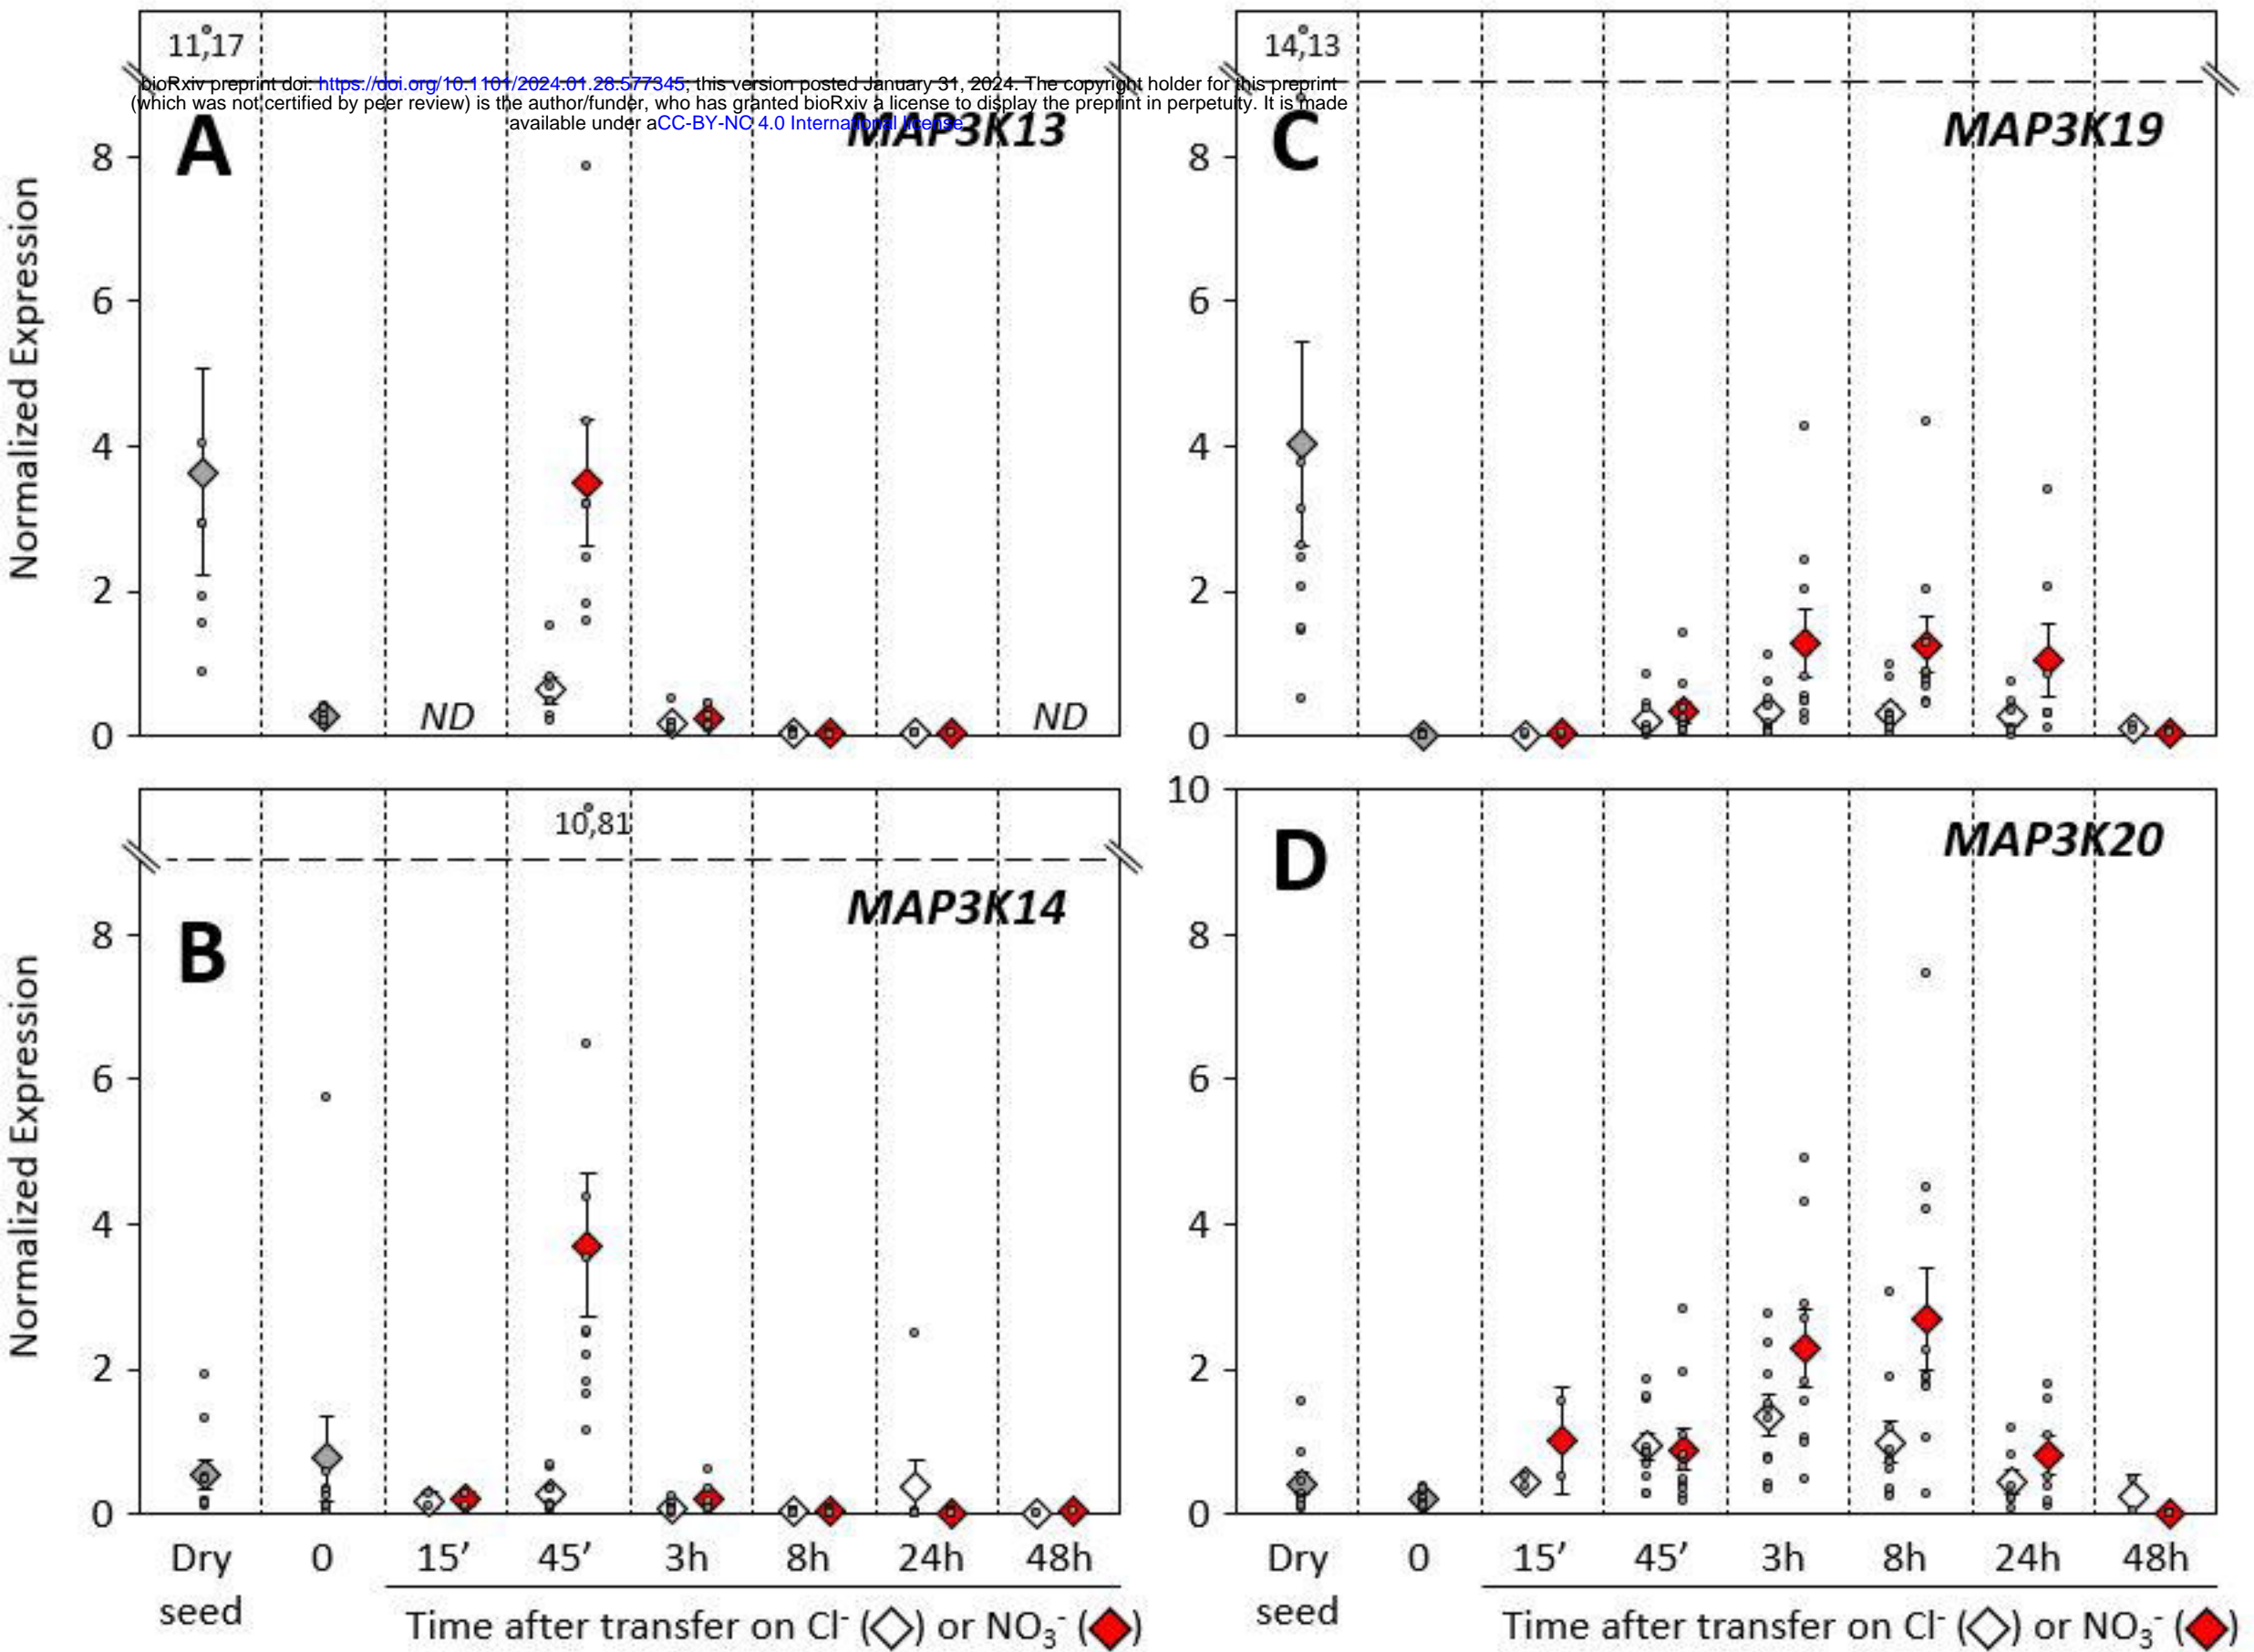 bioRxiv preprint doi: https://doi.org/10.1101/2024.01.28.577345; this version posted January 31, 2024. The copyright holder for this preprint
(which was not certified by peer review) is the author/funder, who has granted bioRxiv a license to display the preprint in perpetuity. It is made
available under aCC-BY-NC 4.0 International license.
11,17
A
MAP3K13
Normalized Expression
8
6
4
2
0
ND
ND
14,13
C
MAP3K19
8
6
4
2
0
10,81
B
MAP3K14
Normalized Expression
8
6
4
2
0
Dry seed
0
15’
45’
3h
8h
24h
48h
Time after transfer on Cl⁻ (◇) or NO₃⁻ (◆)
D
MAP3K20
10
8
6
4
2
0
Dry seed
0
15’
45’
3h
8h
24h
48h
Time after transfer on Cl⁻ (◇) or NO₃⁻ (◆)